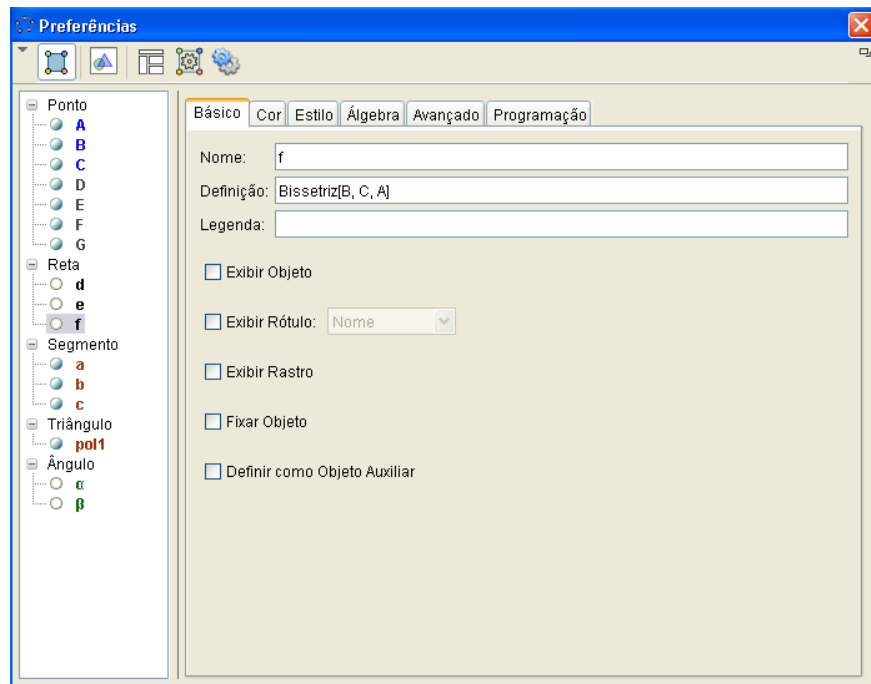 Preferências
Ponto
A
B
C
D
E
F
G
Reta
d
e
f
Segmento
a
b
c
Triângulo
pol1
Ângulo
α
β
Básico Cor Estilo Álgebra Avançado Programação
Nome: f
Definição: Bissetriz[B, C, A]
Legenda:
Exibir Objeto
Exibir Rótulo: Nome
Exibir Rastro
Fixar Objeto
Definir como Objeto Auxiliar